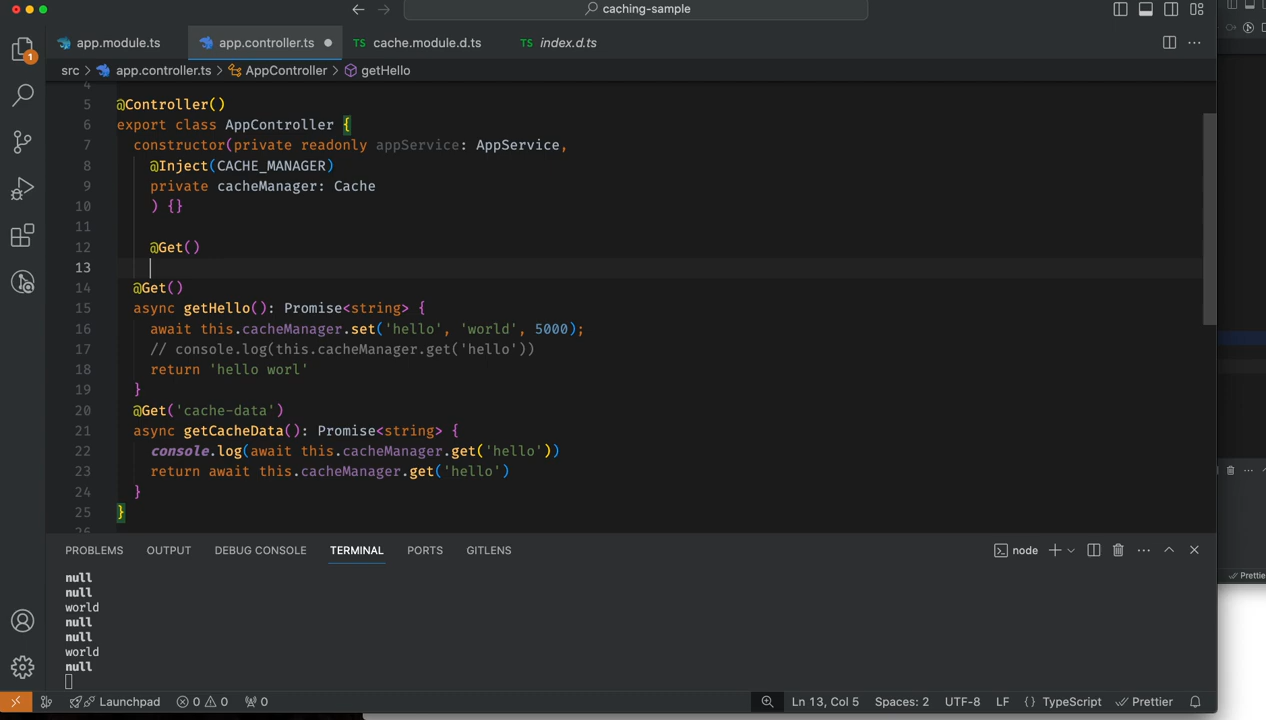 caching-sample
app.module.ts
app.controller.ts
TS cache.module.d.ts
TS index.d.ts
src > app.controller.ts > AppController > getHello
4
5 @Controller()
6 export class AppController {
7 constructor(private readonly appService: AppService,
8 @Inject(CACHE_MANAGER)
9 private cacheManager: Cache
10 ) {}
11
12 @Get()
13
14 @Get()
15 async getHello(): Promise<string> {
16 await this.cacheManager.set('hello', 'world', 5000);
17 // console.log(this.cacheManager.get('hello'))
18 return 'hello worl'
19 }
20 @Get('cache-data')
21 async getCacheData(): Promise<string> {
22 console.log(await this.cacheManager.get('hello'))
23 return await this.cacheManager.get('hello')
24 }
25 }
26
1
PROBLEMS OUTPUT DEBUG CONSOLE TERMINAL PORTS GITLENS
node
null
null
world
null
null
world
null
Launchpad 0 0 0
Ln 13, Col 5 Spaces: 2 UTF-8 LF {} TypeScript Prettier